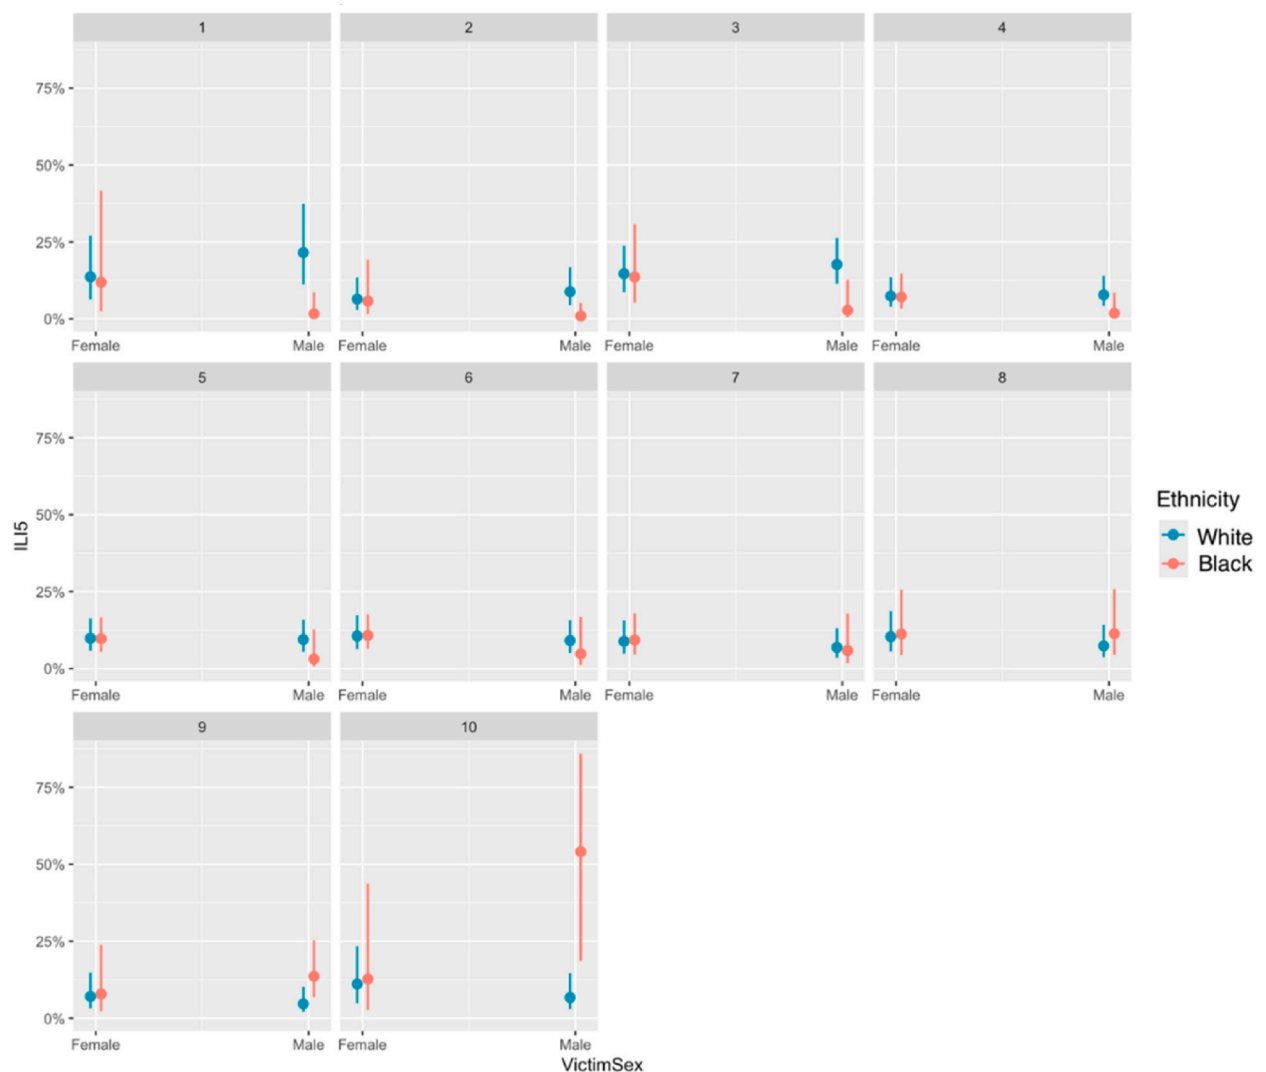 1 2 3 4
75%
50%
25%
0%
Female Male Female Male Female Male Female Male
5 6 7 8
75%
50%
25%
0%
Female Male Female Male Female Male Female Male
ILI5
Ethnicity
White
Black
9 10
75%
50%
25%
0%
Female Male Female Male
VictimSex